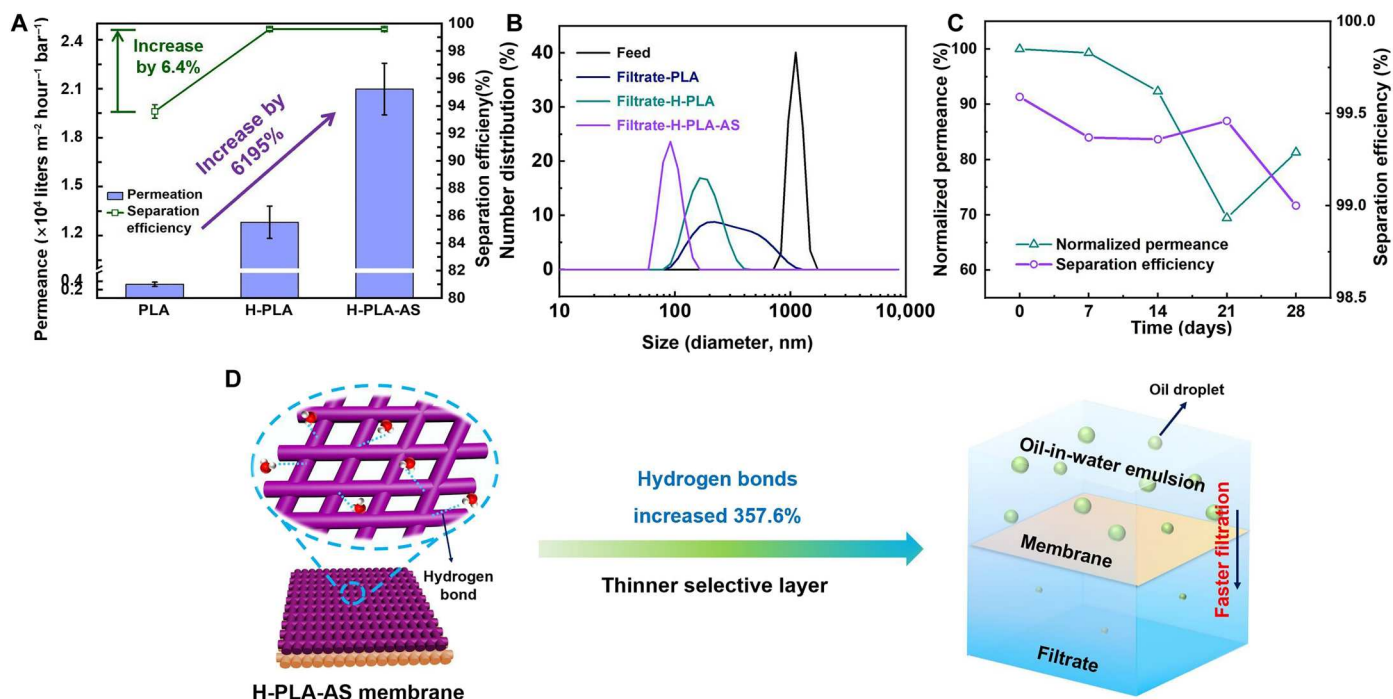 A
Permeance (×10⁴ liters m⁻² hour⁻¹ bar⁻¹)
2.4
2.1
1.8
1.5
1.2
0.4
0.2
Increase
by 6.4%
Increase by
6195%
Permeation
Separation
efficiency
PLA
H-PLA
H-PLA-AS
100
98
96
94
92
90
88
86
84
82
80
Separation efficieny(%)
B
Number distribution (%)
40
30
20
10
0
Feed
Filtrate-PLA
Filtrate-H-PLA
Filtrate-H-PLA-AS
10
100
1000
10,000
Size (diameter, nm)
C
Normalized permeance (%)
100
90
80
70
60
Normalized permeance
Separation efficiency
0
7
14
21
28
Time (days)
100.0
99.5
99.0
98.5
Separation efficiency (%)
D
Hydrogen
bond
H-PLA-AS membrane
Hydrogen bonds
increased 357.6%
Thinner selective layer
Oil droplet
Oil-in-water emulsion
Membrane
Faster filtration
Filtrate